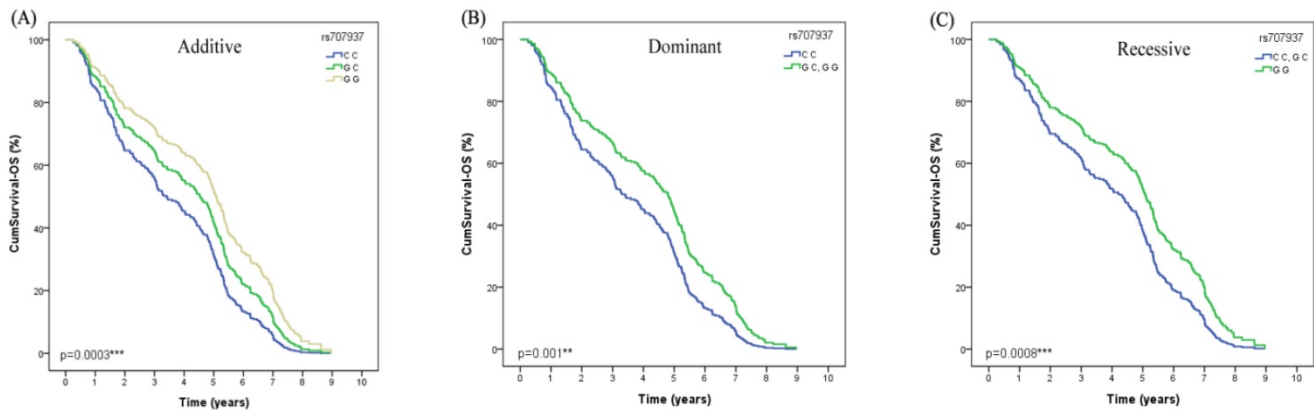 (A)
Additive
rs707937
C C
G C
G G
CumSurvival-OS (%)
100
80
60
40
20
0
p=0.0003***
0 1 2 3 4 5 6 7 8 9 10
Time (years)
(B)
Dominant
rs707937
C C
G C, G G
CumSurvival-OS (%)
100
80
60
40
20
0
p=0.001**
0 1 2 3 4 5 6 7 8 9 10
Time (years)
(C)
Recessive
rs707937
C C, G C
G G
CumSurvival-OS (%)
100
80
60
40
20
0
p=0.0008***
0 1 2 3 4 5 6 7 8 9 10
Time (years)